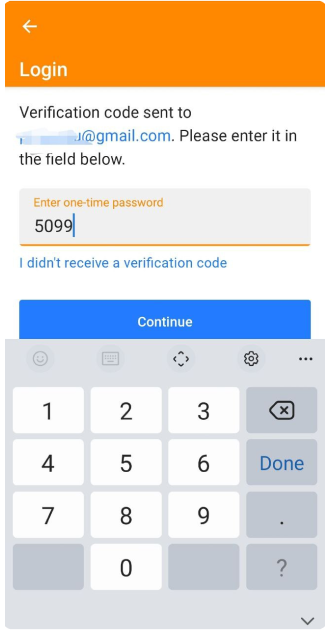 Login
Verification code sent to
@gmail.com. Please enter it in
the field below.
Enter one-time password
5099
I didn't receive a verification code
Continue
1 2 3
4 5 6 Done
7 8 9 .
0 ?